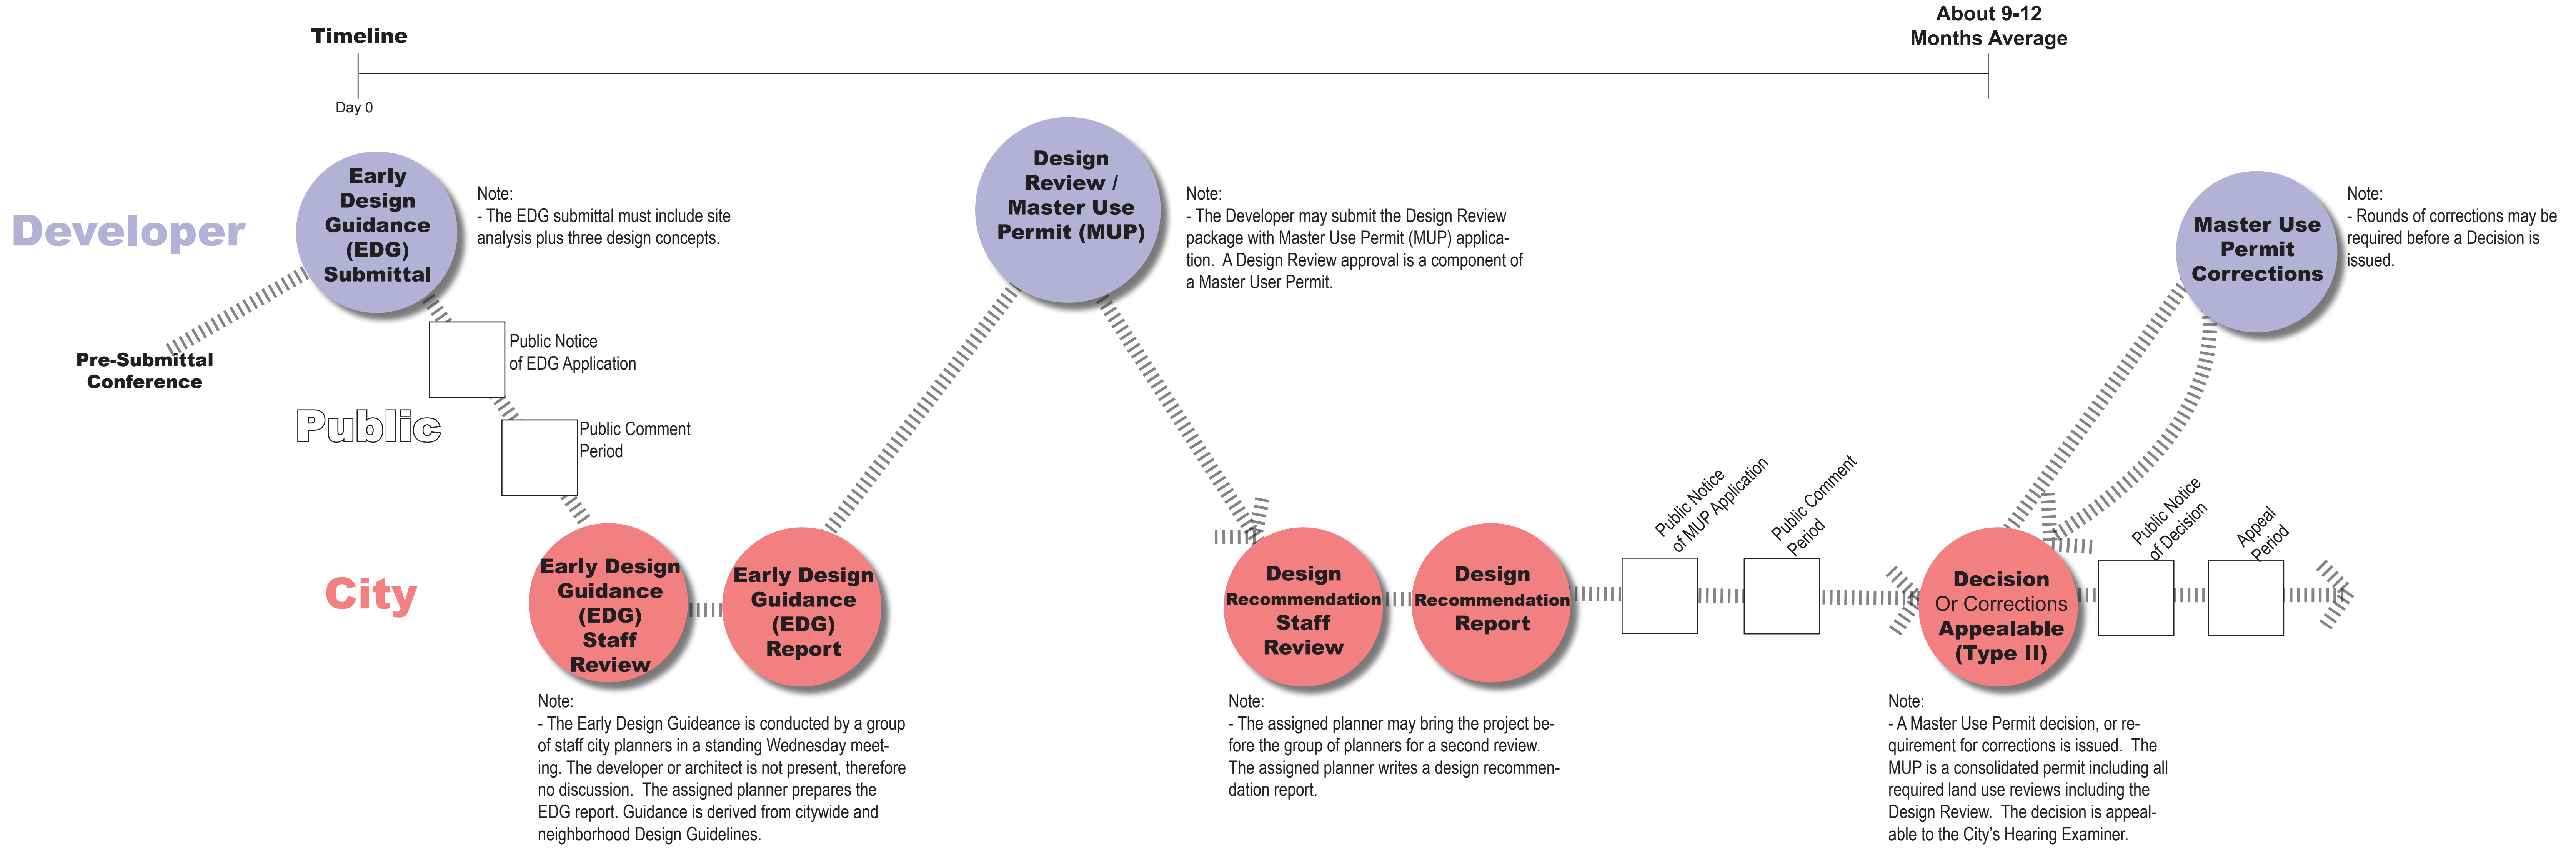 Timeline
About 9-12
Months Average
Day 0
Developer
Early
Design
Guidance
(EDG)
Submittal
Note:
- The EDG submittal must include site
analysis plus three design concepts.
Design
Review /
Master Use
Permit (MUP)
Note:
- The Developer may submit the Design Review
package with Master Use Permit (MUP) applica-
tion.  A Design Review approval is a component of
a Master User Permit.
Master Use
Permit
Corrections
Note:
- Rounds of corrections may be
required before a Decision is
issued.
Pre-Submittal
Conference
Public Notice
of EDG Application
Public
Public Comment
Period
City
Early Design
Guidance
(EDG)
Staff
Review
Early Design
Guidance
(EDG)
Report
Note:
- The Early Design Guideance is conducted by a group
of staff city planners in a standing Wednesday meet-
ing. The developer or architect is not present, therefore
no discussion.  The assigned planner prepares the
EDG report. Guidance is derived from citywide and
neighborhood Design Guidelines.
Design
Recommendation
Staff
Review
Design
Recommendation
Report
Note:
- The assigned planner may bring the project be-
fore the group of planners for a second review.
The assigned planner writes a design recommen-
dation report.
Public Notice
of MUP Application
Public Comment
Period
Decision
Or Corrections
Appealable
(Type II)
Public Notice
of Decision
Appeal
Period
Note:
- A Master Use Permit decision, or re-
quirement for corrections is issued.  The
MUP is a consolidated permit including all
required land use reviews including the
Design Review.  The decision is appeal-
able to the City's Hearing Examiner.